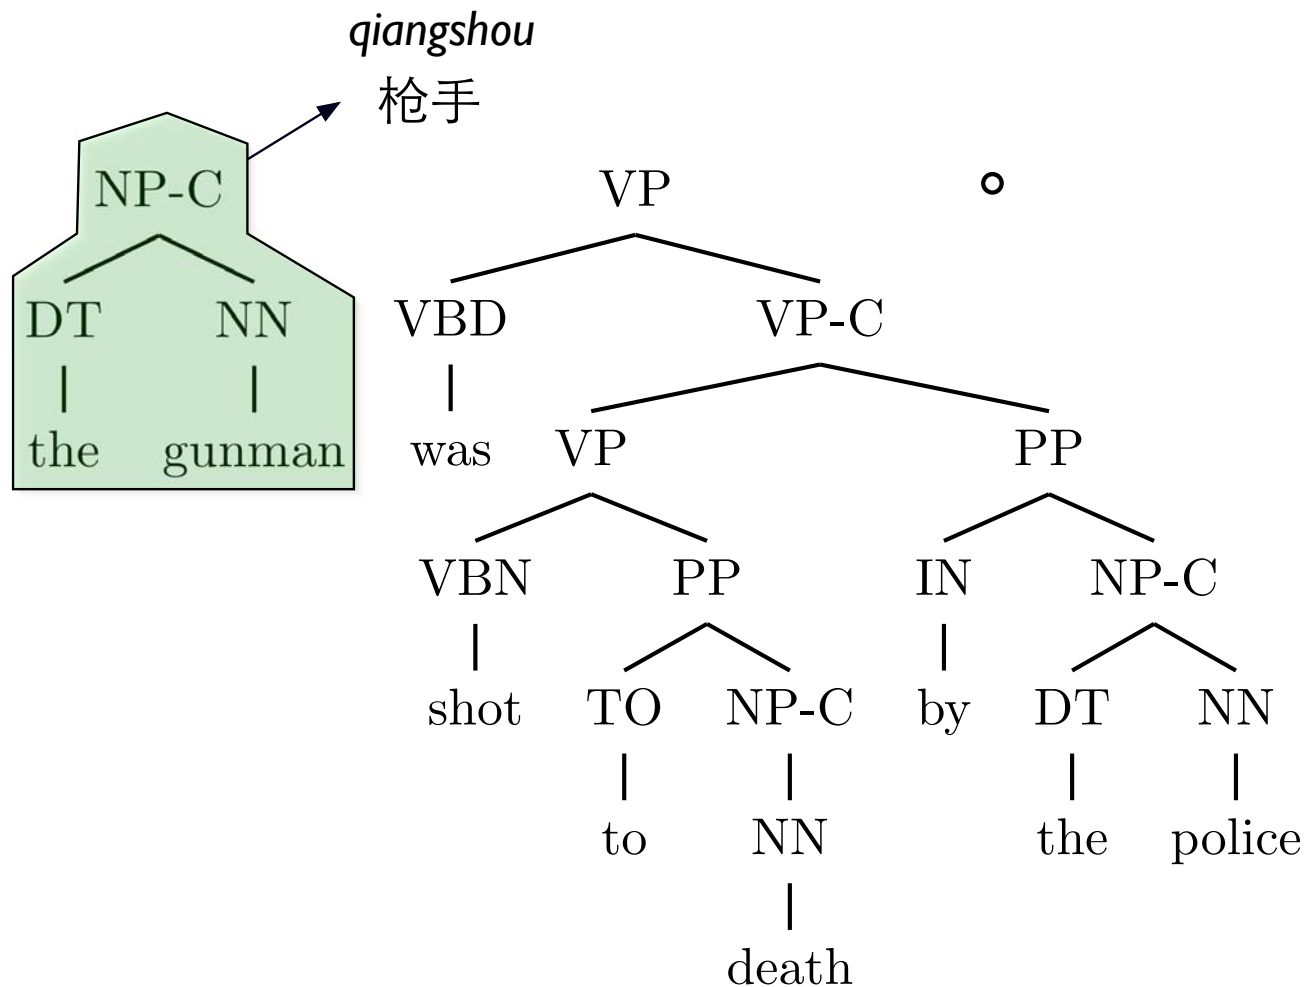 qiangshou
枪手
NP-C VP 。
DT NN VBD VP-C
the gunman was VP PP
VBN PP IN NP-C
shot TO NP-C by DT NN
to NN the police
death